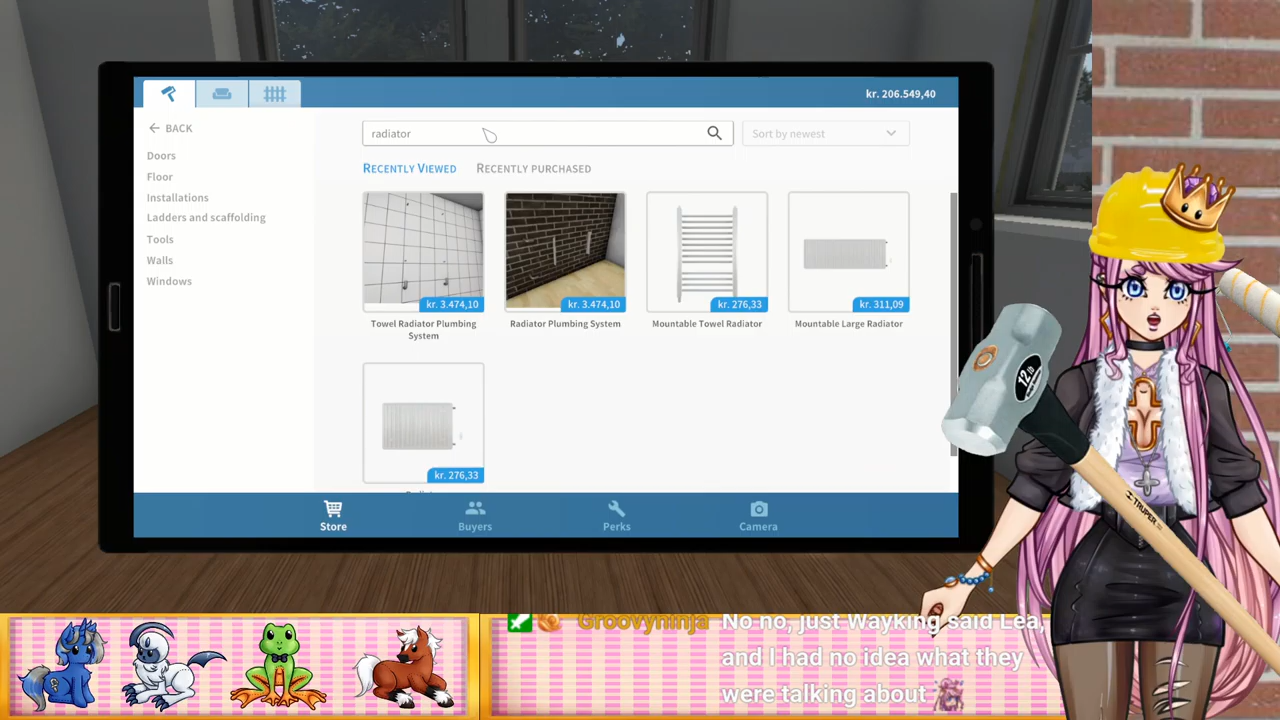 kr. 206.549,40
BACK
radiator
Sort by newest
Doors
Floor
Installations
Ladders and scaffolding
Tools
Walls
Windows
RECENTLY VIEWED
RECENTLY PURCHASED
kr. 3.474,10
kr. 3.474,10
kr. 276,33
kr. 311,09
Towel Radiator Plumbing
System
Radiator Plumbing System
Mountable Towel Radiator
Mountable Large Radiator
kr. 276,33
Store
Buyers
Perks
Camera
12 lb
TRUPER
Groovyninja No no, just Wayking said Lea,
and I had no idea what they
were talking about